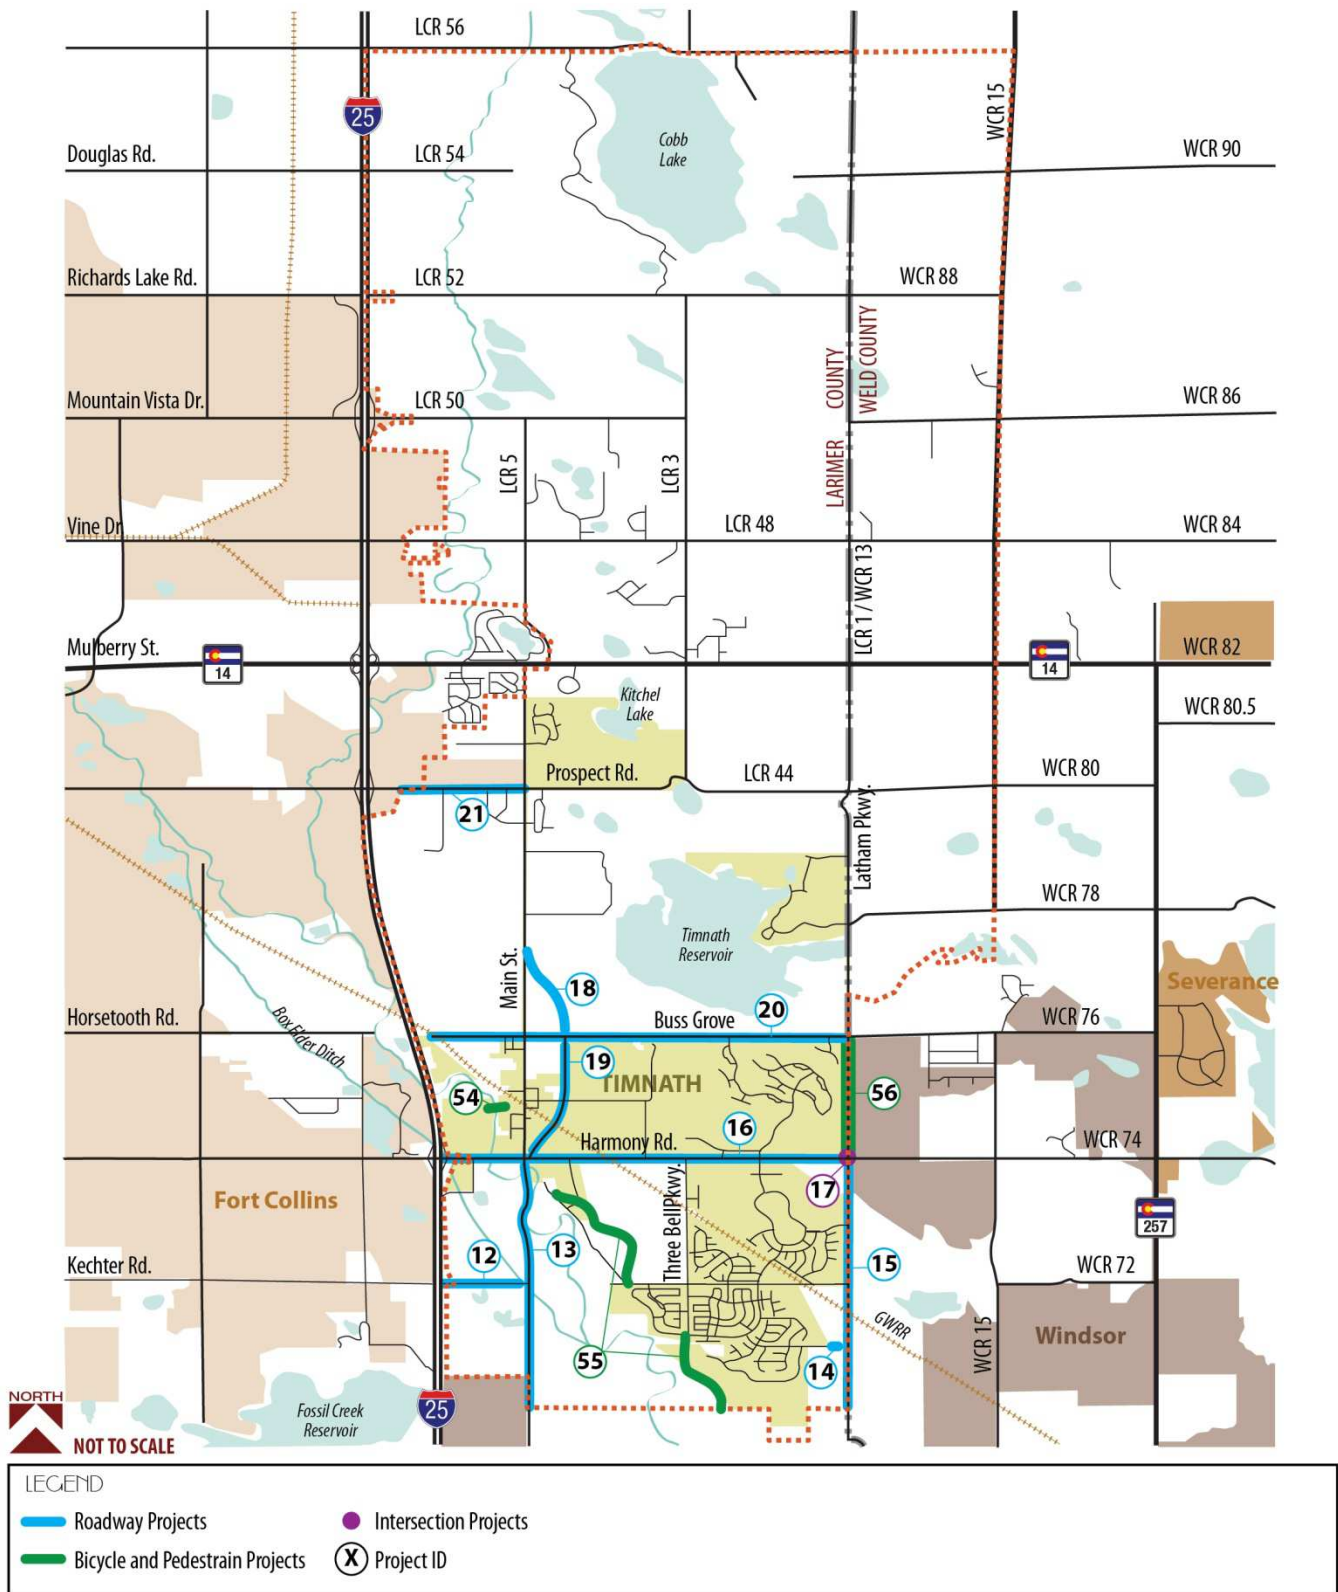 LCR 56
25
WCR 15
Cobb
Lake
Douglas Rd.
LCR 54
WCR 90
Richards Lake Rd.
LCR 52
WCR 88
LARIMER COUNTY
WELD COUNTY
Mountain Vista Dr.
LCR 50
WCR 86
LCR 5
LCR 3
Vine Dr
LCR 48
WCR 84
LCR 1 / WCR 13
Mulberry St.
14
14
WCR 82
Kitchel
Lake
WCR 80.5
Prospect Rd.
LCR 44
WCR 80
21
Latham Pkwy.
WCR 78
Main St.
Timnath
Reservoir
18
Severance
Horsetooth Rd.
Box Elder Ditch
Buss Grove
20
WCR 76
19
TIMNATH
54
56
16
Harmony Rd.
WCR 74
17
Fort Collins
Three Bell Pkwy.
257
12
13
15
Kechter Rd.
WCR 72
GWRR
WCR 15
Windsor
55
14
NORTH
NOT TO SCALE
Fossil Creek
Reservoir
25
LEGEND
Roadway Projects
Intersection Projects
Bicycle and Pedestrain Projects
X Project ID